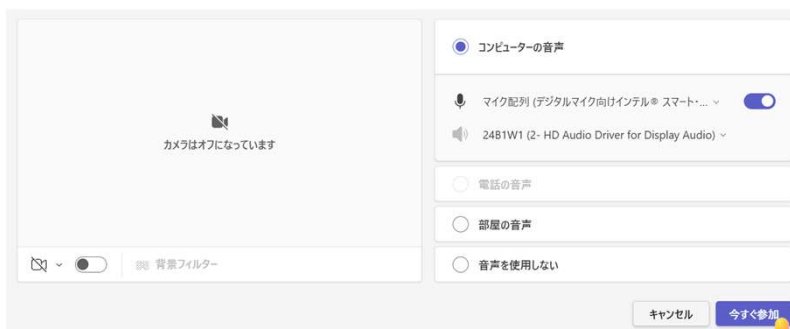 カメラはオフになっています
背景フィルター
コンピューターの音声
マイク配列 (デジタルマイク向けインテル® スマート・...
24B1W1 (2- HD Audio Driver for Display Audio)
電話の音声
部屋の音声
音声を使用しない
キャンセル
今すぐ参加